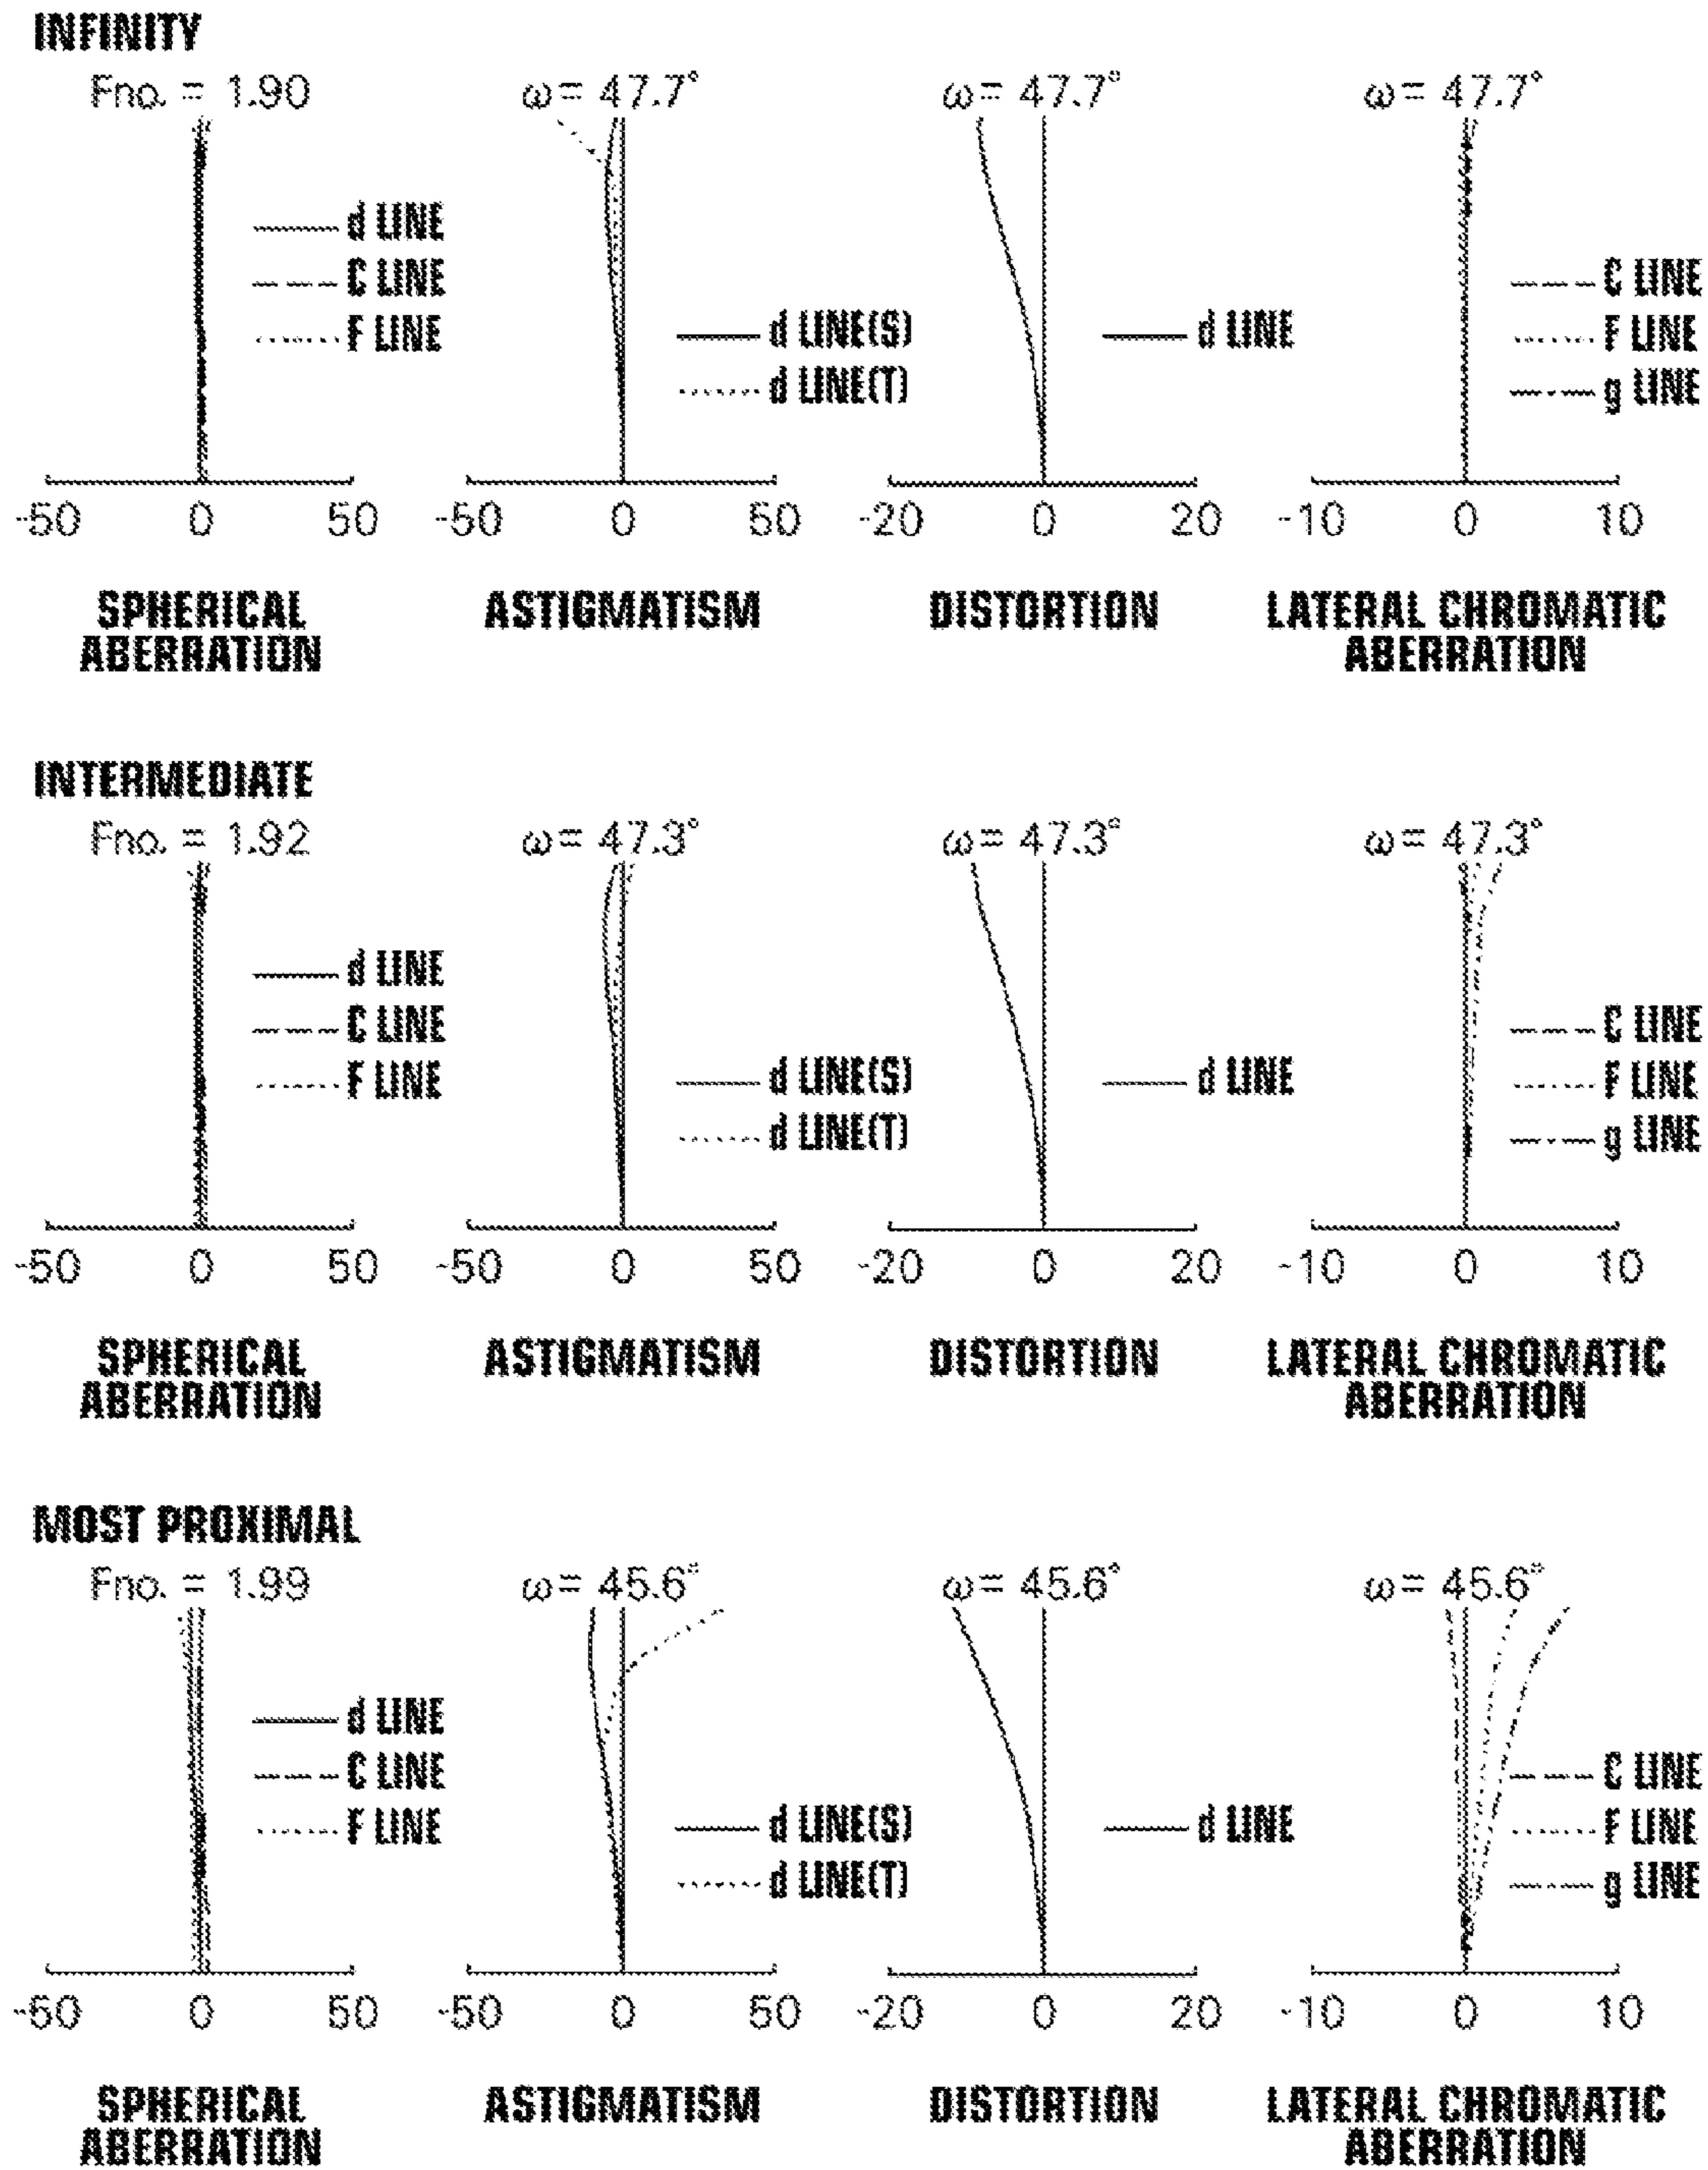 INFINITY
Fno. = 1.90
ω = 47.7°
ω = 47.7°
ω = 47.7°
d LINE
C LINE
F LINE
d LINE(S)
d LINE(T)
d LINE
C LINE
F LINE
g LINE
-50 0 50
-50 0 50
-20 0 20
-10 0 10
SPHERICAL
ABERRATION
ASTIGMATISM
DISTORTION
LATERAL CHROMATIC
ABERRATION
INTERMEDIATE
Fno. = 1.92
ω = 47.3°
ω = 47.3°
ω = 47.3°
d LINE
C LINE
F LINE
d LINE(S)
d LINE(T)
d LINE
C LINE
F LINE
g LINE
-50 0 50
-50 0 50
-20 0 20
-10 0 10
SPHERICAL
ABERRATION
ASTIGMATISM
DISTORTION
LATERAL CHROMATIC
ABERRATION
MOST PROXIMAL
Fno. = 1.99
ω = 45.6°
ω = 45.6°
ω = 45.6°
d LINE
C LINE
F LINE
d LINE(S)
d LINE(T)
d LINE
C LINE
F LINE
g LINE
-50 0 50
-50 0 50
-20 0 20
-10 0 10
SPHERICAL
ABERRATION
ASTIGMATISM
DISTORTION
LATERAL CHROMATIC
ABERRATION